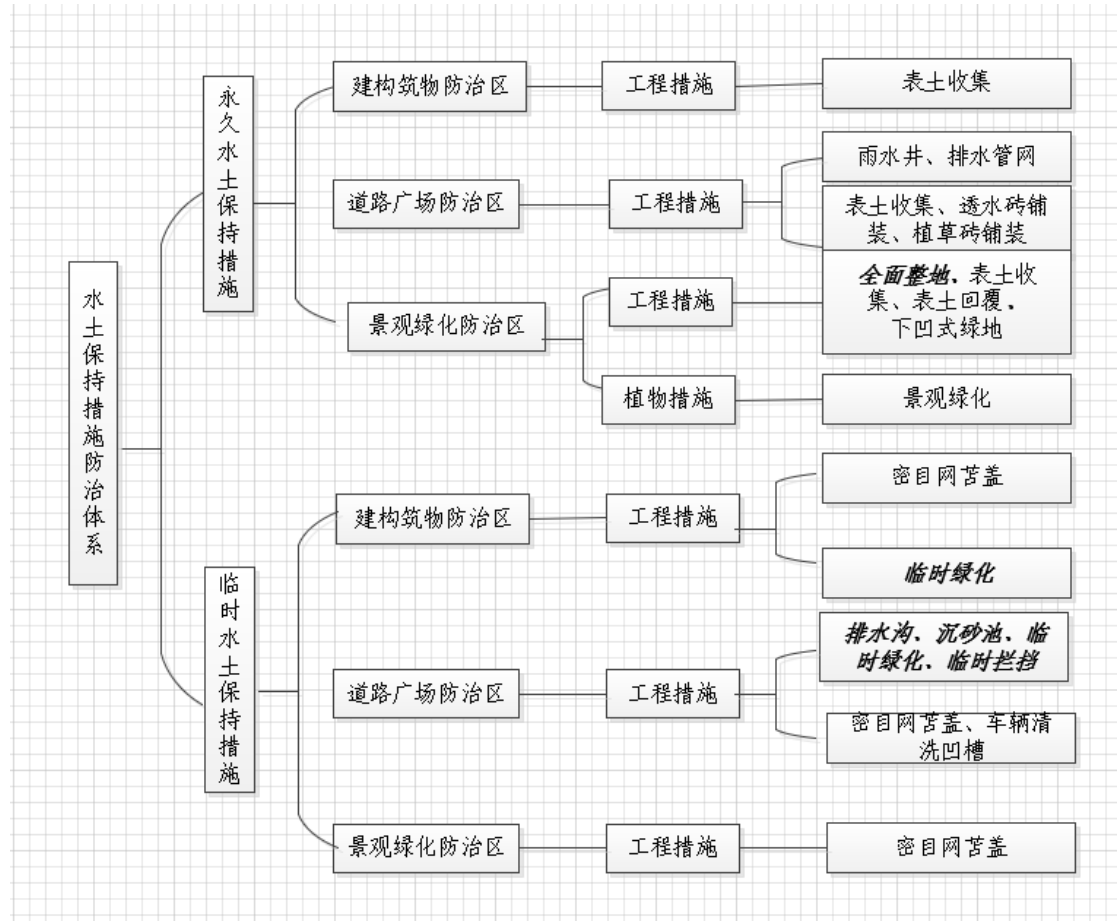 水土保持措施防治体系
永久水土保持措施
建构筑物防治区
工程措施
表土收集
道路广场防治区
工程措施
雨水井、排水管网
表土收集、透水砖铺
装、植草砖铺装
景观绿化防治区
工程措施
全面整地、表土收
集、表土回覆、
下凹式绿地
植物措施
景观绿化
临时水土保持措施
建构筑物防治区
工程措施
密目网苫盖
临时绿化
道路广场防治区
工程措施
排水沟、沉砂池、临
时绿化、临时拦挡
密目网苫盖、车辆清
洗凹槽
景观绿化防治区
工程措施
密目网苫盖